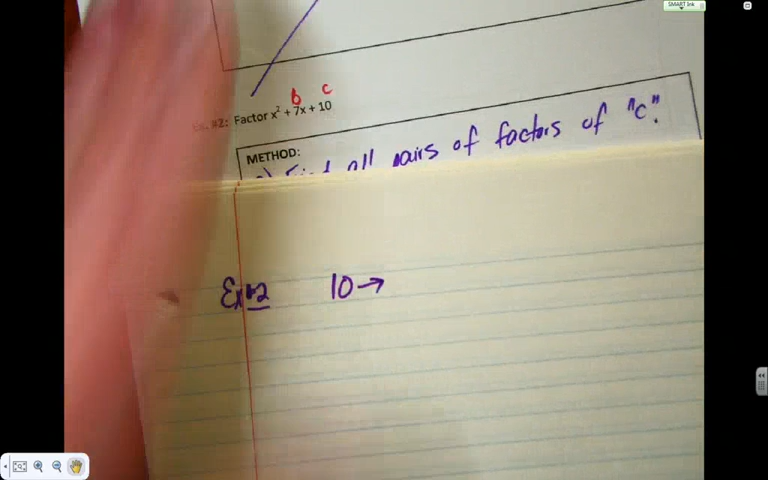 SMART Ink
b c
#2: Factor x² + 7x + 10
METHOD:
all pairs of factors of "c".
Ex #2 10→